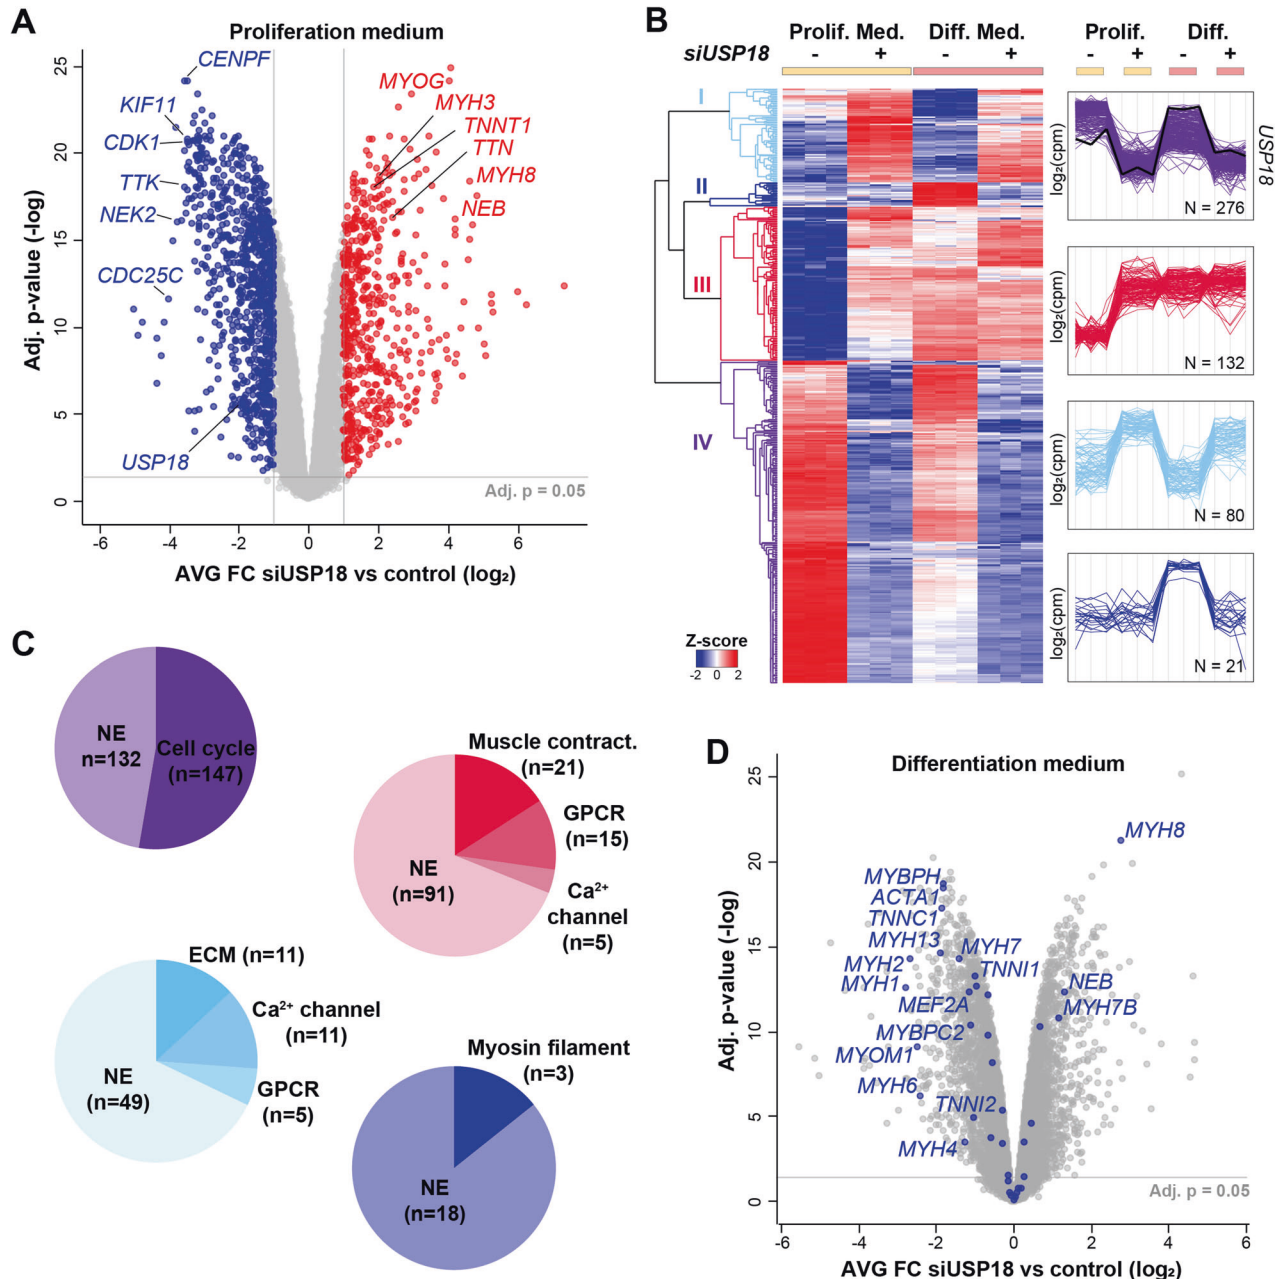 A
Proliferation medium
CENPF
KIF11
CDK1
TTK
NEK2
CDC25C
USP18
MYOG
MYH3
TNNT1
TTN
MYH8
NEB
Adj. p = 0.05
25
20
15
10
5
0
Adj. p-value (-log)
-6
-4
-2
0
2
4
6
AVG FC siUSP18 vs control (log₂)
B
Prolif. Med.
Diff. Med.
siUSP18
-
+
-
+
I
II
III
IV
Z-score
-2
0
2
Prolif.
Diff.
-
+
-
+
log₂(cpm)
USP18
N = 276
log₂(cpm)
N = 132
log₂(cpm)
N = 80
log₂(cpm)
N = 21
C
NE
n=132
Cell cycle
(n=147)
Muscle contract.
(n=21)
GPCR
(n=15)
Ca²⁺
channel
(n=5)
NE
(n=91)
ECM (n=11)
Ca²⁺ channel
(n=11)
GPCR
(n=5)
NE
(n=49)
Myosin filament
(n=3)
NE
(n=18)
D
Differentiation medium
MYH8
MYBPH
ACTA1
TNNC1
MYH13
MYH7
MYH2
TNNI1
MYH1
NEB
MEF2A
MYH7B
MYBPC2
MYOM1
MYH6
TNNI2
MYH4
Adj. p = 0.05
25
20
15
10
5
0
Adj. p-value (-log)
-6
-4
-2
0
2
4
6
AVG FC siUSP18 vs control (log₂)